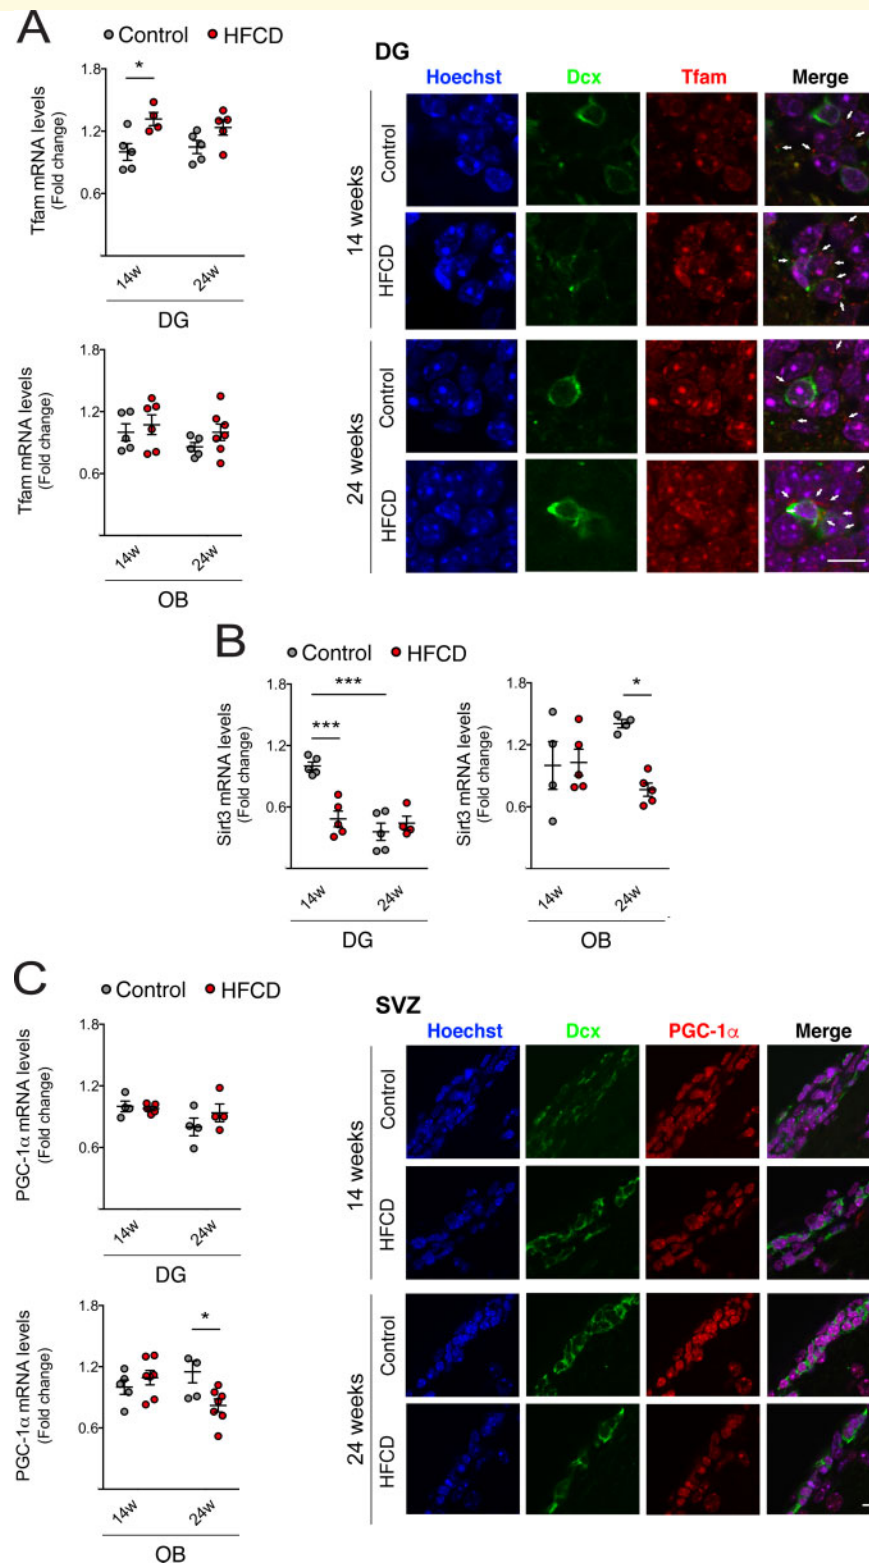 A
Control HFCD
Tfam mRNA levels
(Fold change)
1.8
1.2
0.6
*
14w 24w
DG
Tfam mRNA levels
(Fold change)
1.8
1.2
0.6
14w 24w
OB
DG
Hoechst Dcx Tfam Merge
14 weeks
Control
HFCD
24 weeks
Control
HFCD
B
Control HFCD
Sirt3 mRNA levels
(Fold change)
1.8
1.2
0.6
***
***
14w 24w
DG
Sirt3 mRNA levels
(Fold change)
1.8
1.2
0.6
*
14w 24w
OB
C
Control HFCD
PGC-1α mRNA levels
(Fold change)
1.8
1.2
0.6
14w 24w
DG
PGC-1α mRNA levels
(Fold change)
1.8
1.2
0.6
*
14w 24w
OB
SVZ
Hoechst Dcx PGC-1α Merge
14 weeks
Control
HFCD
24 weeks
Control
HFCD